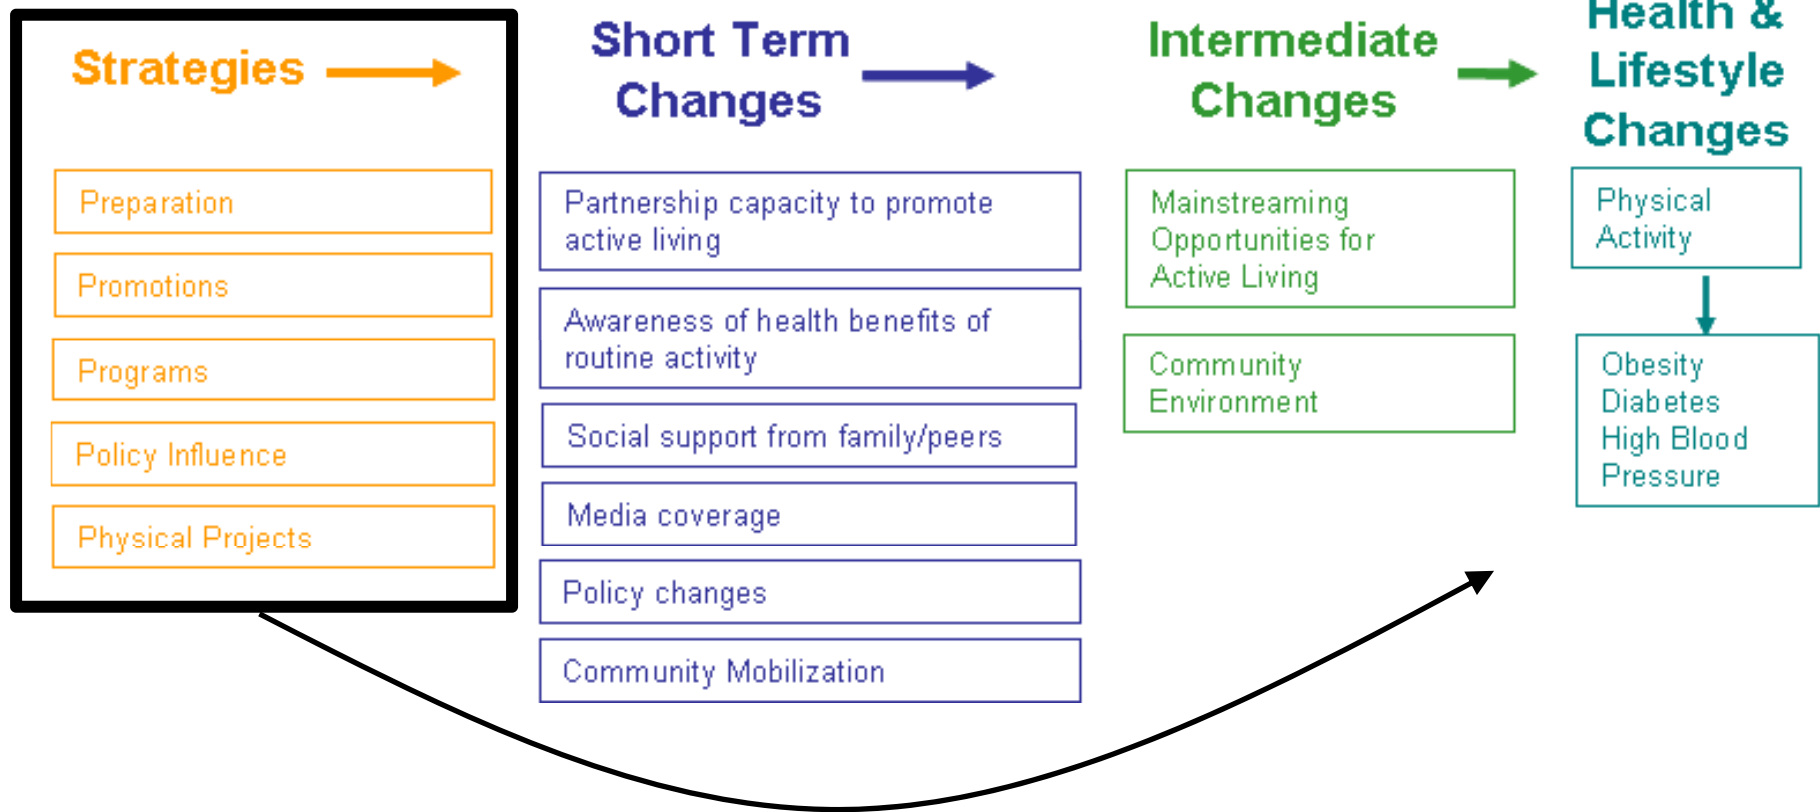 Strategies
Preparation
Promotions
Programs
Policy Influence
Physical Projects
Short Term
Changes
Partnership capacity to promote
active living
Awareness of health benefits of
routine activity
Social support from family/peers
Media coverage
Policy changes
Community Mobilization
Intermediate
Changes
Mainstreaming
Opportunities for
Active Living
Community
Environment
Health &
Lifestyle
Changes
Physical
Activity
Obesity
Diabetes
High Blood
Pressure